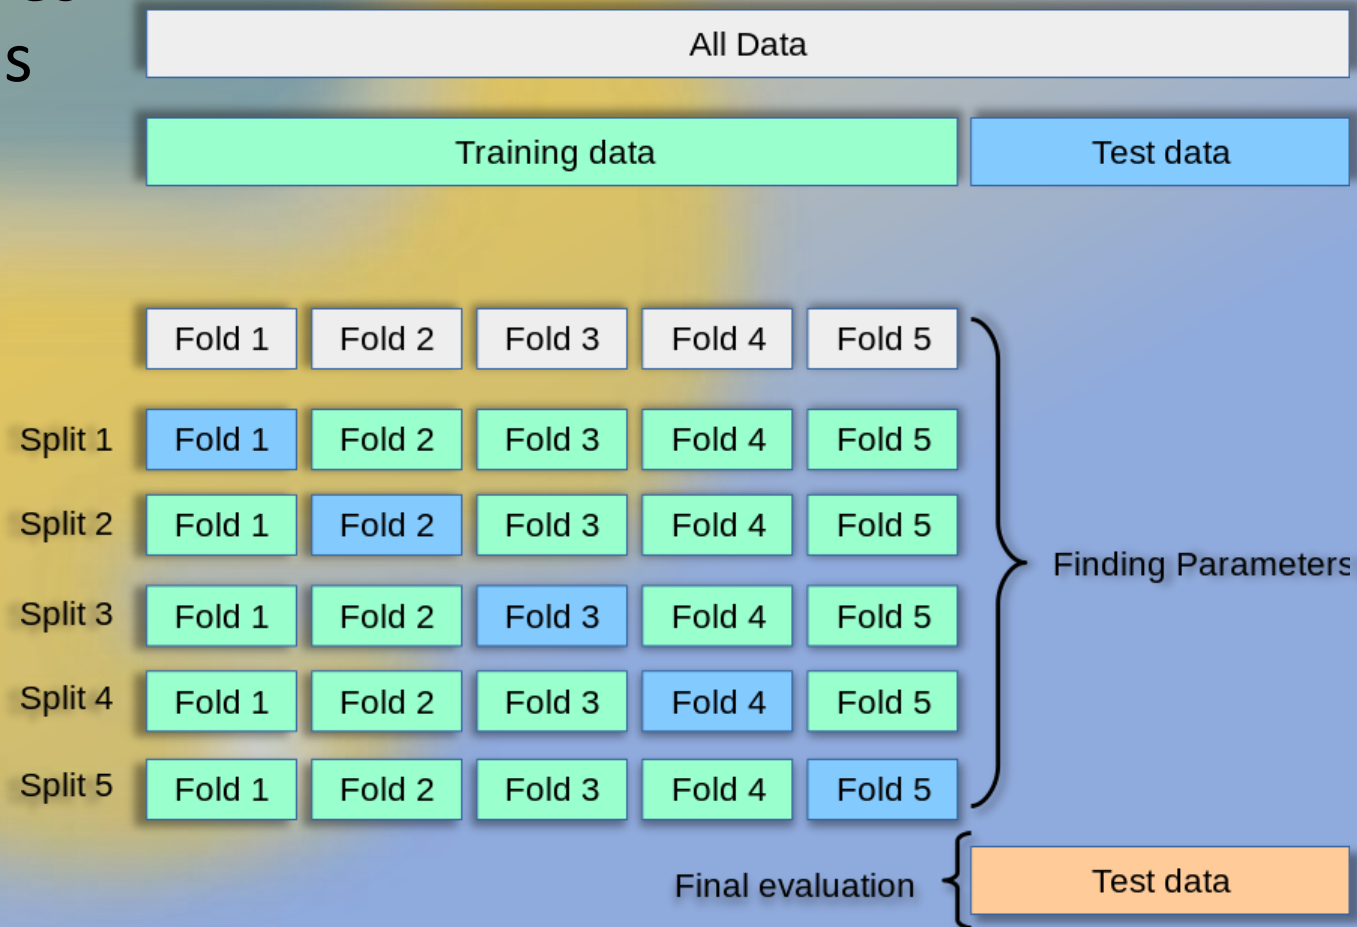 s
All Data
Training data Test data
Fold 1 Fold 2 Fold 3 Fold 4 Fold 5
Split 1 Fold 1 Fold 2 Fold 3 Fold 4 Fold 5
Split 2 Fold 1 Fold 2 Fold 3 Fold 4 Fold 5
Finding Parameters
Split 3 Fold 1 Fold 2 Fold 3 Fold 4 Fold 5
Split 4 Fold 1 Fold 2 Fold 3 Fold 4 Fold 5
Split 5 Fold 1 Fold 2 Fold 3 Fold 4 Fold 5
Final evaluation Test data